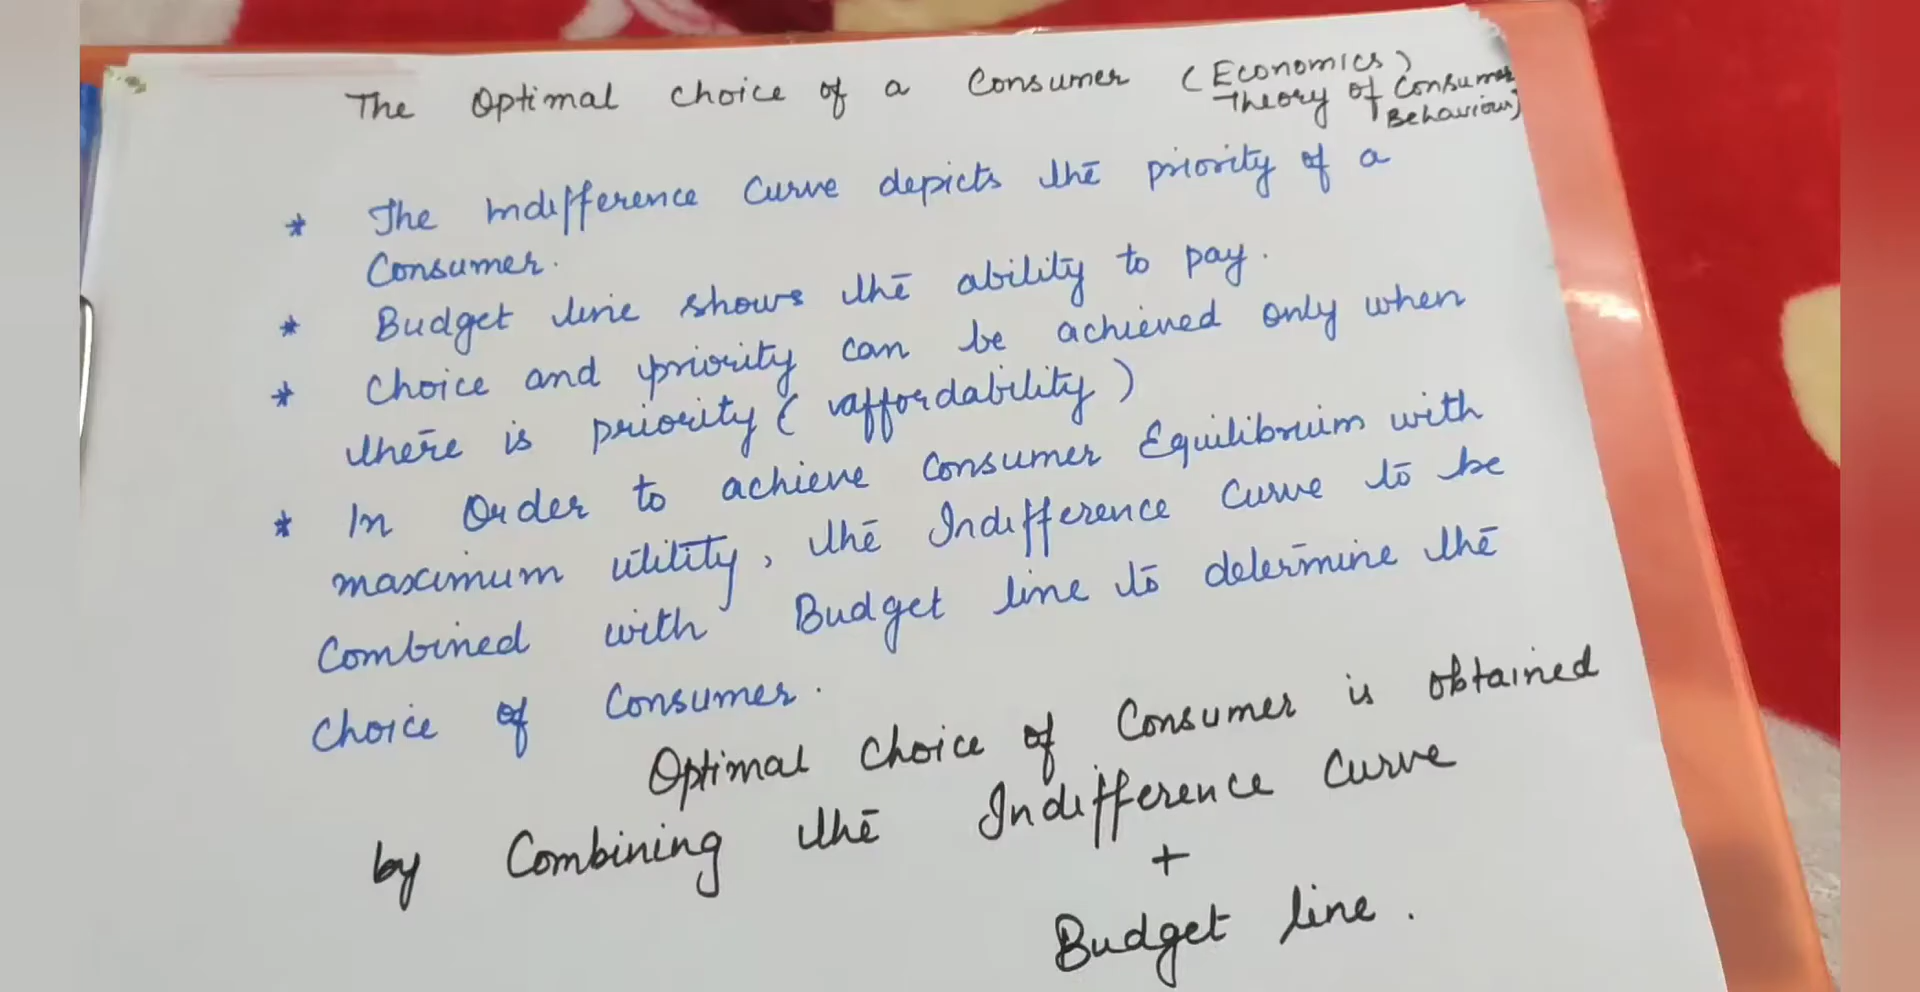 The Optimal choice of a Consumer (Economics)
Theory of Consumer
Behaviour)
* The Indifference Curve depicts the priority of a
Consumer.
* Budget line shows the ability to pay.
* Choice and priority can be achieved only when
there is priority (affordability)
* In Order to achieve Consumer Equilibruim with
maximum utility, the Indifference Curve to be
Combined with Budget line to determine the
Choice of Consumer.
Optimal Choice of Consumer is obtained
by Combining the Indifference Curve
+
Budget line.